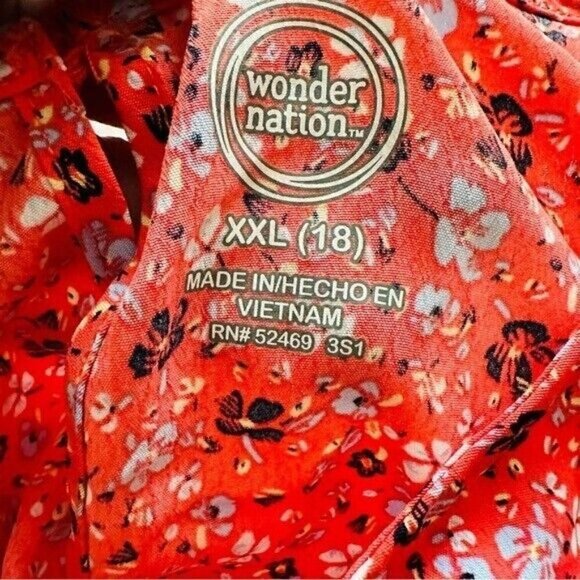 wonder
nation™
XXL (18)
MADE IN/HECHO EN
VIETNAM
RN# 52469 3S1